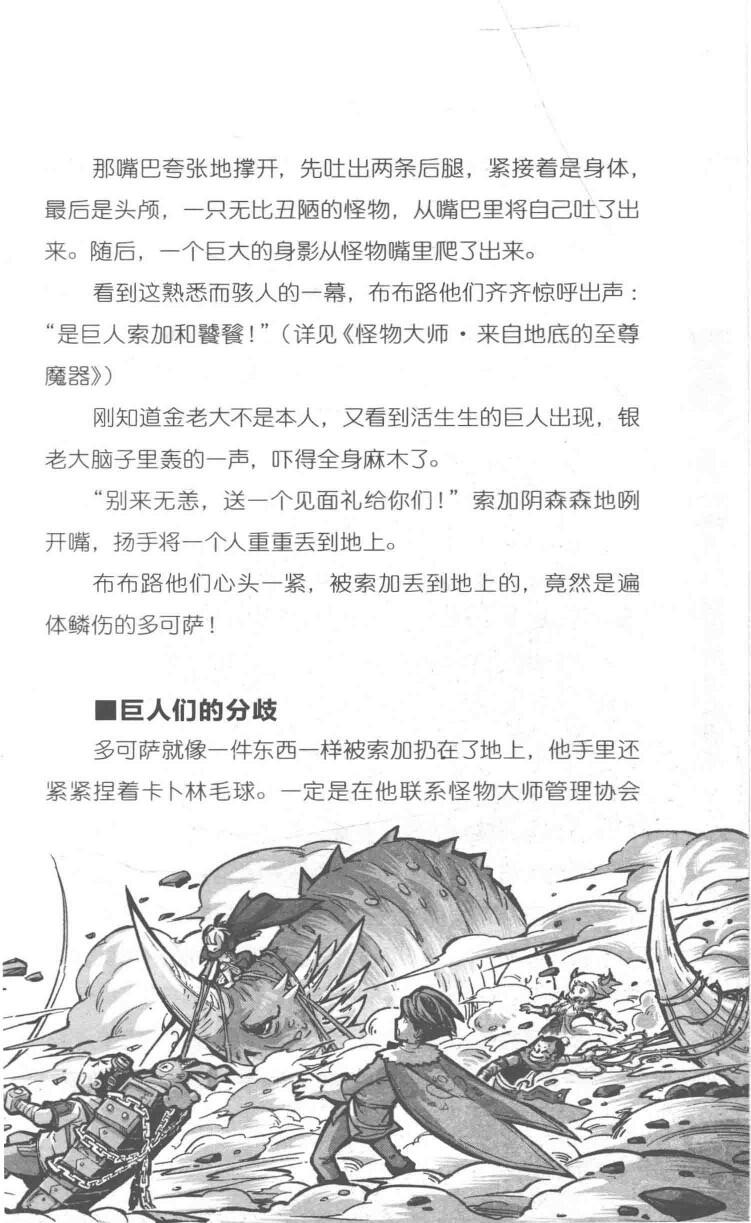 那嘴巴夸张地撑开，先吐出两条后腿，紧接着是身体，
最后是头颅，一只无比丑陋的怪物，从嘴巴里将自己吐了出
来。随后，一个巨大的身影从怪物嘴里爬了出来。
看到这熟悉而骇人的一幕，布布路他们齐齐惊呼出声：
“是巨人索加和饕餮！”（详见《怪物大师·来自地底的至尊
魔器》）
刚知道金老大不是本人，又看到活生生的巨人出现，银
老大脑子里轰的一声，吓得全身麻木了。
“别来无恙，送一个见面礼给你们！”索加阴森森地咧
开嘴，扬手将一个人重重丢到地上。
布布路他们心头一紧，被索加丢到地上的，竟然是遍
体鳞伤的多可萨！
■巨人们的分歧
多可萨就像一件东西一样被索加扔在了地上，他手里还
紧紧捏着卡卜林毛球。一定是在他联系怪物大师管理协会